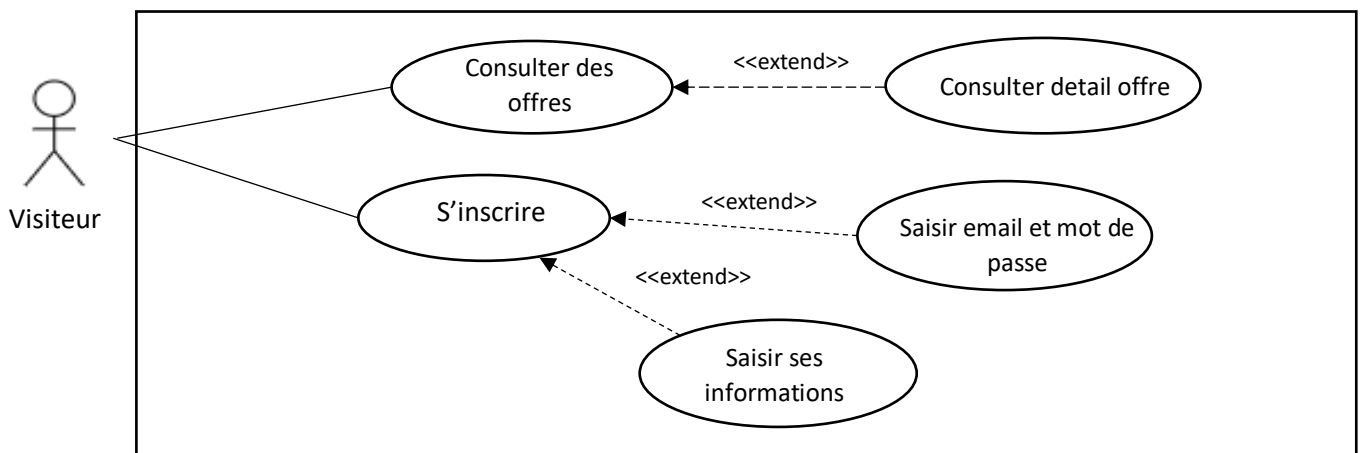 Consulter des
offres
<<extend>>
Consulter detail offre
Visiteur
S’inscrire
<<extend>>
Saisir email et mot de
passe
<<extend>>
Saisir ses
informations